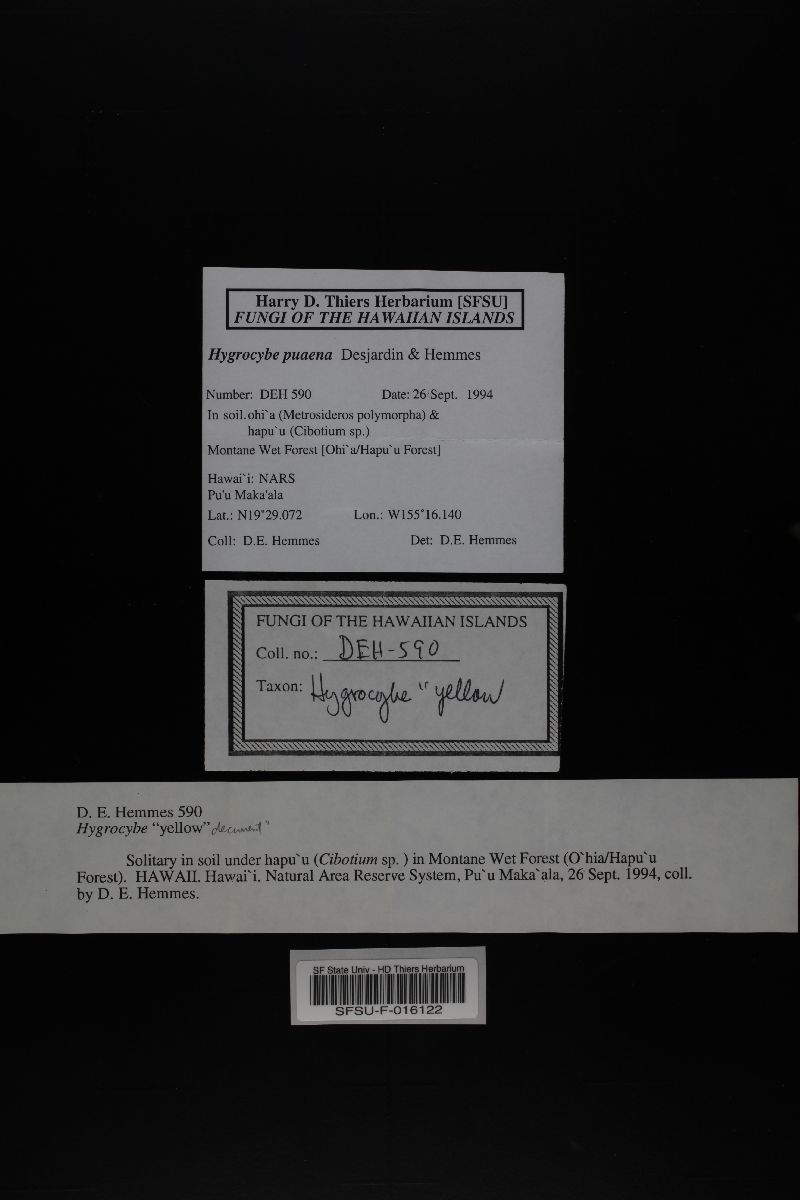 Harry D. Thiers Herbarium [SFSU]
FUNGI OF THE HAWAIIAN ISLANDS
Hygrocybe puaena Desjardin & Hemmes
Number: DEH 590 Date: 26 Sept. 1994
In soil. ohi`a (Metrosideros polymorpha) &
hapu`u (Cibotium sp.)
Montane Wet Forest [Ohi`a/Hapu`u Forest]
Hawai`i: NARS
Pu'u Maka'ala
Lat.: N19°29.072 Lon.: W155°16.140
Coll: D.E. Hemmes Det: D.E. Hemmes
FUNGI OF THE HAWAIIAN ISLANDS
Coll. no.: DEH-590
Taxon: Hygrocybe "yellow
D. E. Hemmes 590
Hygrocybe “yellow” decurrent"
Solitary in soil under hapu`u (Cibotium sp. ) in Montane Wet Forest (O`hia/Hapu`u
Forest). HAWAII. Hawai`i. Natural Area Reserve System, Pu`u Maka`ala, 26 Sept. 1994, coll.
by D. E. Hemmes.
SF State Univ - HD Thiers Herbarium
SFSU-F-016122